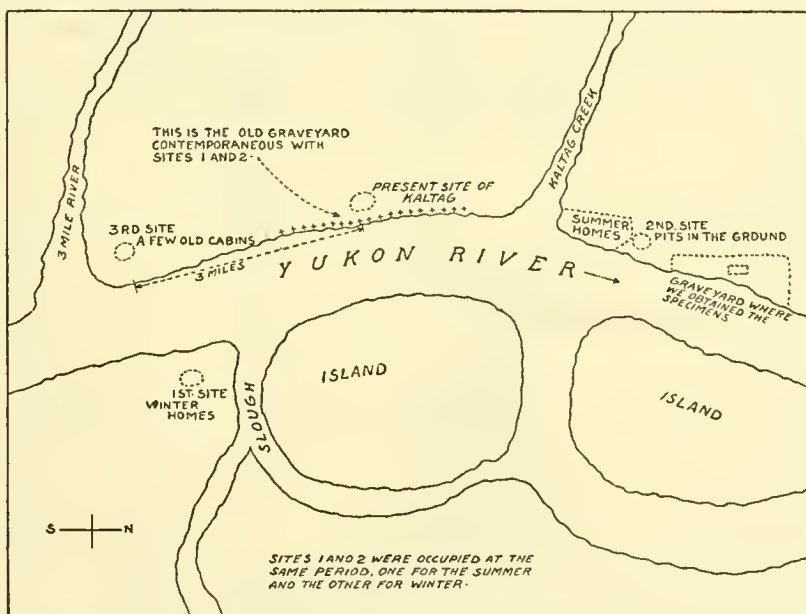 THIS IS THE OLD GRAVEYARD
CONTEMPORANEOUS WITH
SITES 1 AND 2.
PRESENT SITE OF
KALTAG
KALTAG CREEK
3 MILE RIVER
3RD SITE
A FEW OLD CABINS
3 MILES
YUKON RIVER
SUMMER
HOMES
2ND. SITE
PITS IN THE GROUND
GRAVEYARD WHERE
WE OBTAINED THE
SPECIMENS
1ST. SITE
WINTER
HOMES
SLOUGH
ISLAND
ISLAND
S
N
SITES 1 AND 2 WERE OCCUPIED AT THE
SAME PERIOD, ONE FOR THE SUMMER
AND THE OTHER FOR WINTER.